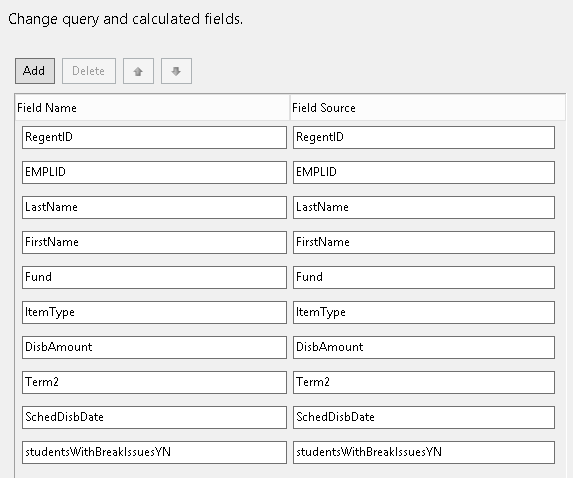 Change query and calculated fields.
Add Delete
Field Name Field Source
RegentID RegentID
EMPLID EMPLID
LastName LastName
FirstName FirstName
Fund Fund
ItemType ItemType
DisbAmount DisbAmount
Term2 Term2
SchedDisbDate SchedDisbDate
studentsWithBreakIssuesYN studentsWithBreakIssuesYN